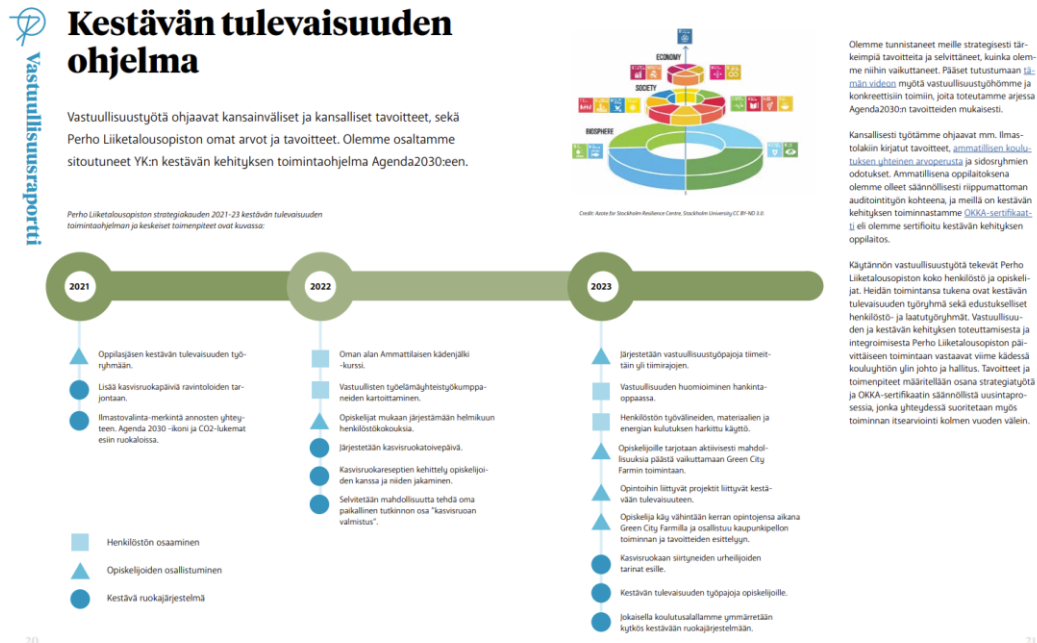 Vastuullisuusraportti
Kestävän tulevaisuuden
ohjelma
Vastuullisuustyötä ohjaavat kansainväliset ja kansalliset tavoitteet, sekä
Perho Liiketalousopiston omat arvot ja tavoitteet. Olemme osaltamme
sitoutuneet YK:n kestävän kehityksen toimintaohjelma Agenda2030:een.
Perho Liiketalousopiston strategiakauden 2021-23 kestävän tulevaisuuden
toimintaohjelman ja keskeiset toimenpiteet ovat kuvassa:
ECONOMY
SOCIETY
BIOSPHERE
Credit: Azote for Stockholm Resilience Centre, Stockholm University CC BY-ND 3.0.
2021
Oppilasjäsen kestävän tulevaisuuden työ-
ryhmään.
Lisää kasvisruokapäiviä ravintoloiden tar-
jontaan.
Ilmastovalinta-merkintä annosten yhtey-
teen. Agenda 2030 -ikoni ja CO2-lukemat
esiin ruokaloissa.
2022
Oman alan Ammattilaisen kädenjälki
-kurssi.
Vastuullisten työelämäyhteistyökumppa-
neiden kartoittaminen.
Opiskelijat mukaan järjestämään helmikuun
henkilöstökokouksia.
Järjestetään kasvisruokatoivepäivä.
Kasvisruokareseptien kehittely opiskelijoi-
den kanssa ja niiden jakaminen.
Selvitetään mahdollisuutta tehdä oma
paikallinen tutkinnon osa "kasvisruoan
valmistus".
2023
Järjestetään vastuullisuustyöpajoja tiimeit-
täin yli tiimirajojen.
Vastuullisuuden huomioiminen hankinta-
oppaassa.
Henkilöstön työvälineiden, materiaalien ja
energian kulutuksen harkittu käyttö.
Opiskelijoille tarjotaan aktiivisesti mahdol-
lisuuksia päästä vaikuttamaan Green City
Farmin toimintaan.
Opintoihin liittyvät projektit liittyvät kestä-
vään tulevaisuuteen.
Opiskelija käy vähintään kerran opintojensa aikana
Green City Farmilla ja osallistuu kaupunkipellon
toiminnan ja tavoitteiden esittelyyn.
Kasvisruokaan siirtyneiden urheilijoiden
tarinat esille.
Kestävän tulevaisuuden työpajoja opiskelijoille.
Jokaisella koulutusalallamme ymmärretään
kytkös kestävään ruokajärjestelmään.
Henkilöstön osaaminen
Opiskelijoiden osallistuminen
Kestävä ruokajärjestelmä
Olemme tunnistaneet meille strategisesti tär-
keimpiä tavoitteita ja selvittäneet, kuinka olem-
me niihin vaikuttaneet. Pääset tutustumaan tä-
män videon myötä vastuullisuustyöhömme ja
konkreettisiin toimiin, joita toteutamme arjessa
Agenda2030:n tavoitteiden mukaisesti.
Kansallisesti työtämme ohjaavat mm. Ilmas-
tolakiin kirjatut tavoitteet, ammatillisen koulu-
tuksen yhteinen arvoperusta ja sidosryhmien
odotukset. Ammatillisena oppilaitoksena
olemme olleet säännöllisesti riippumattoman
auditointityön kohteena, ja meillä on kestävän
kehityksen toiminnastamme OKKA-sertifikaat-
ti eli olemme sertifioitu kestävän kehityksen
oppilaitos.
Käytännön vastuullisuustyötä tekevät Perho
Liiketalousopiston koko henkilöstö ja opiskeli-
jat. Heidän toimintansa tukena ovat kestävän
tulevaisuuden työryhmä sekä edustukselliset
henkilöstö- ja laatutyöryhmät. Vastuullisuu-
den ja kestävän kehityksen toteuttamisesta ja
integroimisesta Perho Liiketalousopiston päi-
vittäiseen toimintaan vastaavat viime kädessä
kouluyhtiön ylin johto ja hallitus. Tavoitteet ja
toimenpiteet määritellään osana strategiatyötä
ja OKKA-sertifikaatin säännöllistä uusintapro-
sessia, jonka yhteydessä suoritetaan myös
toiminnan itsearviointi kolmen vuoden välein.
70
71